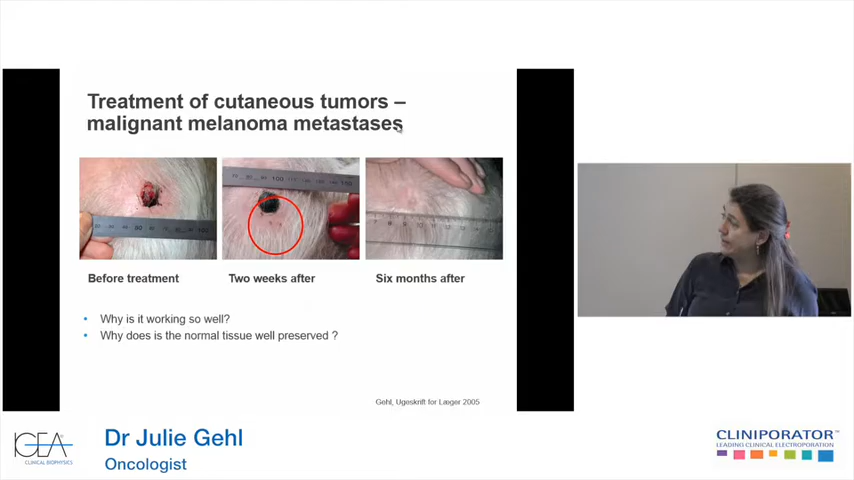 Treatment of cutaneous tumors –
malignant melanoma metastases
Before treatment
Two weeks after
Six months after
• Why is it working so well?
• Why does is the normal tissue well preserved ?
Gehl, Ugeskrift for Læger 2005
IGEA
CLINICAL BIOPHYSICS
Dr Julie Gehl
Oncologist
CLINIPORATOR™
LEADING CLINICAL ELECTROPORATION